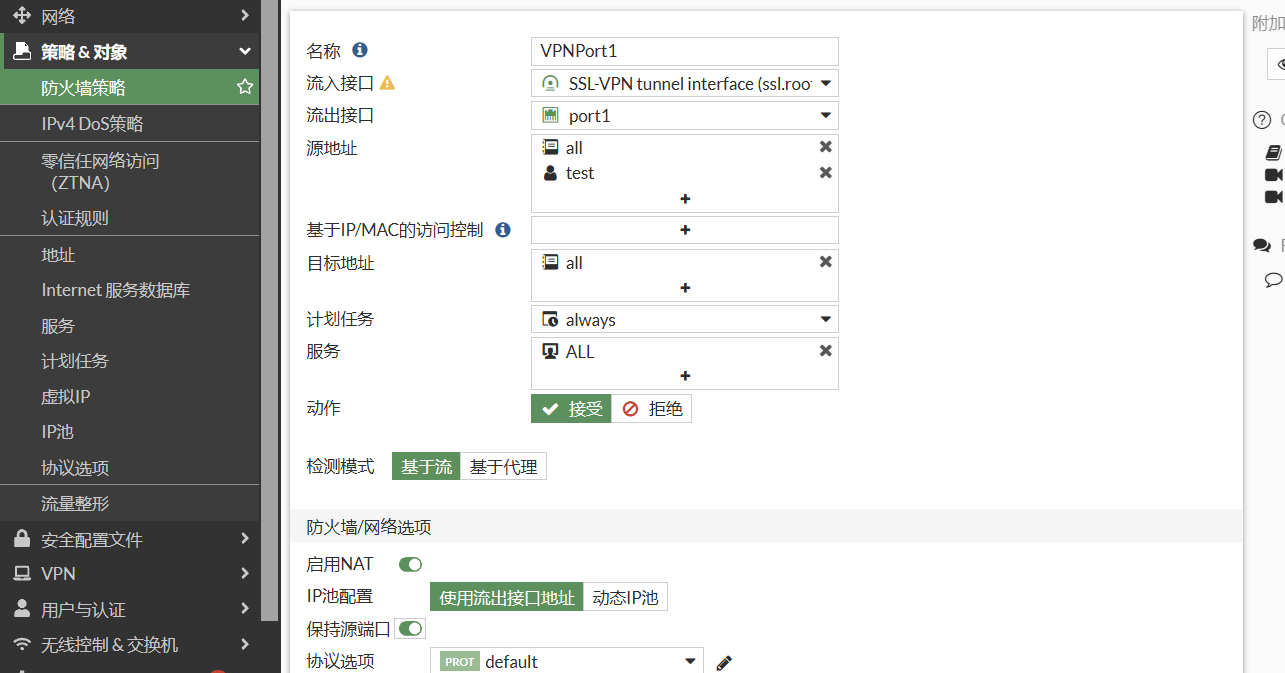 网络
策略 & 对象
防火墙策略
IPv4 DoS策略
零信任网络访问
（ZTNA）
认证规则
地址
Internet 服务数据库
服务
计划任务
虚拟IP
IP池
协议选项
流量整形
安全配置文件
VPN
用户与认证
无线控制 & 交换机
名称 VPNPort1
流入接口 SSL-VPN tunnel interface (ssl.roo
流出接口 port1
源地址 all
test
基于IP/MAC的访问控制
目标地址 all
计划任务 always
服务 ALL
动作 接受 拒绝
检测模式 基于流 基于代理
防火墙/网络选项
启用NAT
IP池配置 使用流出接口地址 动态IP池
保持源端口
协议选项 PROT default
附加